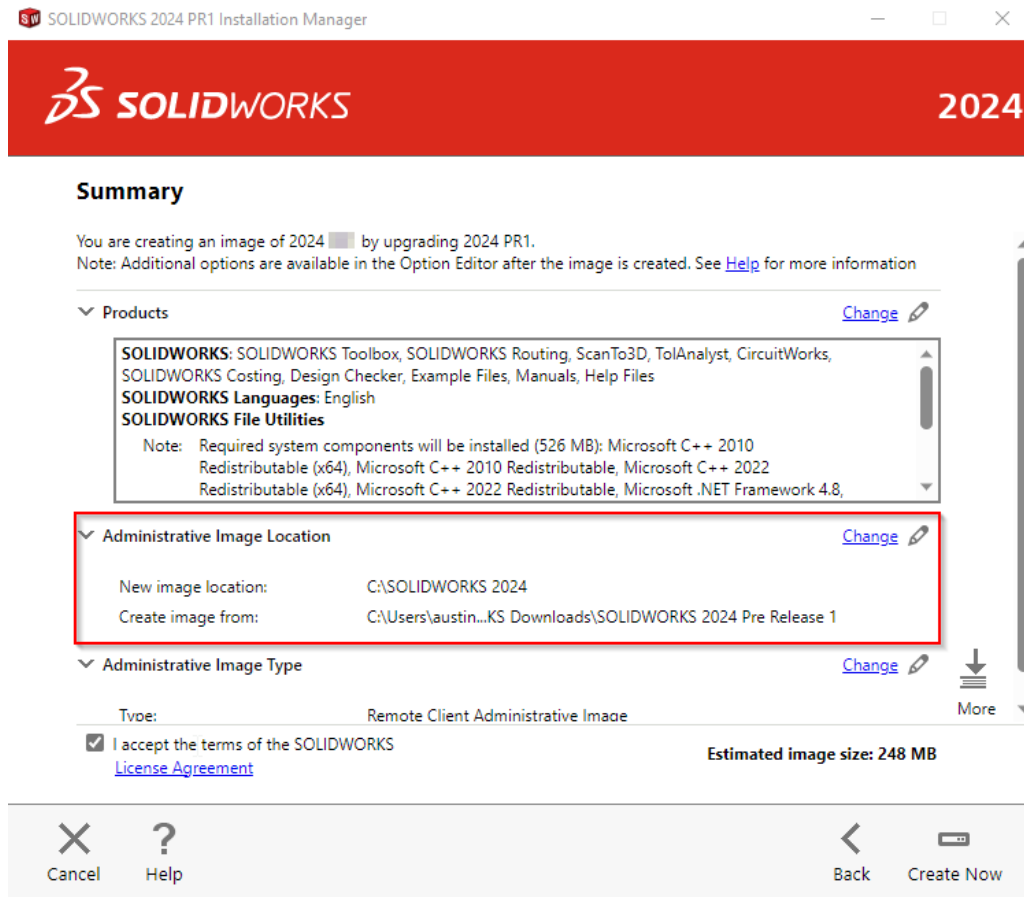 SW SOLIDWORKS 2024 PR1 Installation Manager
SOLIDWORKS
2024
Summary
You are creating an image of 2024 by upgrading 2024 PR1.
Note: Additional options are available in the Option Editor after the image is created. See Help for more information
Products Change
SOLIDWORKS: SOLIDWORKS Toolbox, SOLIDWORKS Routing, ScanTo3D, TolAnalyst, CircuitWorks,
SOLIDWORKS Costing, Design Checker, Example Files, Manuals, Help Files
SOLIDWORKS Languages: English
SOLIDWORKS File Utilities
Note: Required system components will be installed (526 MB): Microsoft C++ 2010
Redistributable (x64), Microsoft C++ 2010 Redistributable, Microsoft C++ 2022
Redistributable (x64), Microsoft C++ 2022 Redistributable, Microsoft .NET Framework 4.8,
Administrative Image Location Change
New image location: C:\SOLIDWORKS 2024
Create image from: C:\Users\austin...KS Downloads\SOLIDWORKS 2024 Pre Release 1
Administrative Image Type Change
Type: Remote Client Administrative Image
More
I accept the terms of the SOLIDWORKS
License Agreement
Estimated image size: 248 MB
Cancel Help Back Create Now